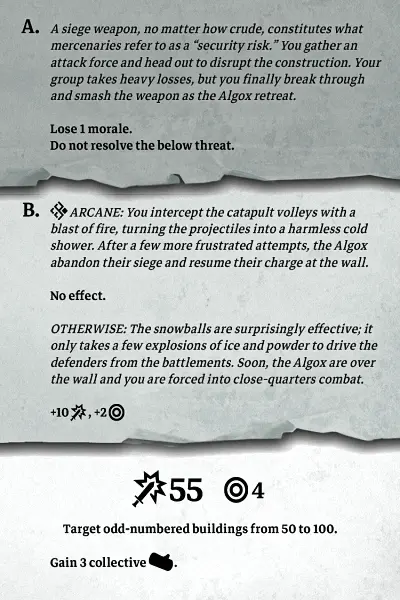 A. A siege weapon, no matter how crude, constitutes what
mercenaries refer to as a “security risk.” You gather an
attack force and head out to disrupt the construction. Your
group takes heavy losses, but you finally break through
and smash the weapon as the Algox retreat.
Lose 1 morale.
Do not resolve the below threat.
B. ARCANE: You intercept the catapult volleys with a
blast of fire, turning the projectiles into a harmless cold
shower. After a few more frustrated attempts, the Algox
abandon their siege and resume their charge at the wall.
No effect.
OTHERWISE: The snowballs are surprisingly effective; it
only takes a few explosions of ice and powder to drive the
defenders from the battlements. Soon, the Algox are over
the wall and you are forced into close-quarters combat.
+10 , +2
55 4
Target odd-numbered buildings from 50 to 100.
Gain 3 collective .